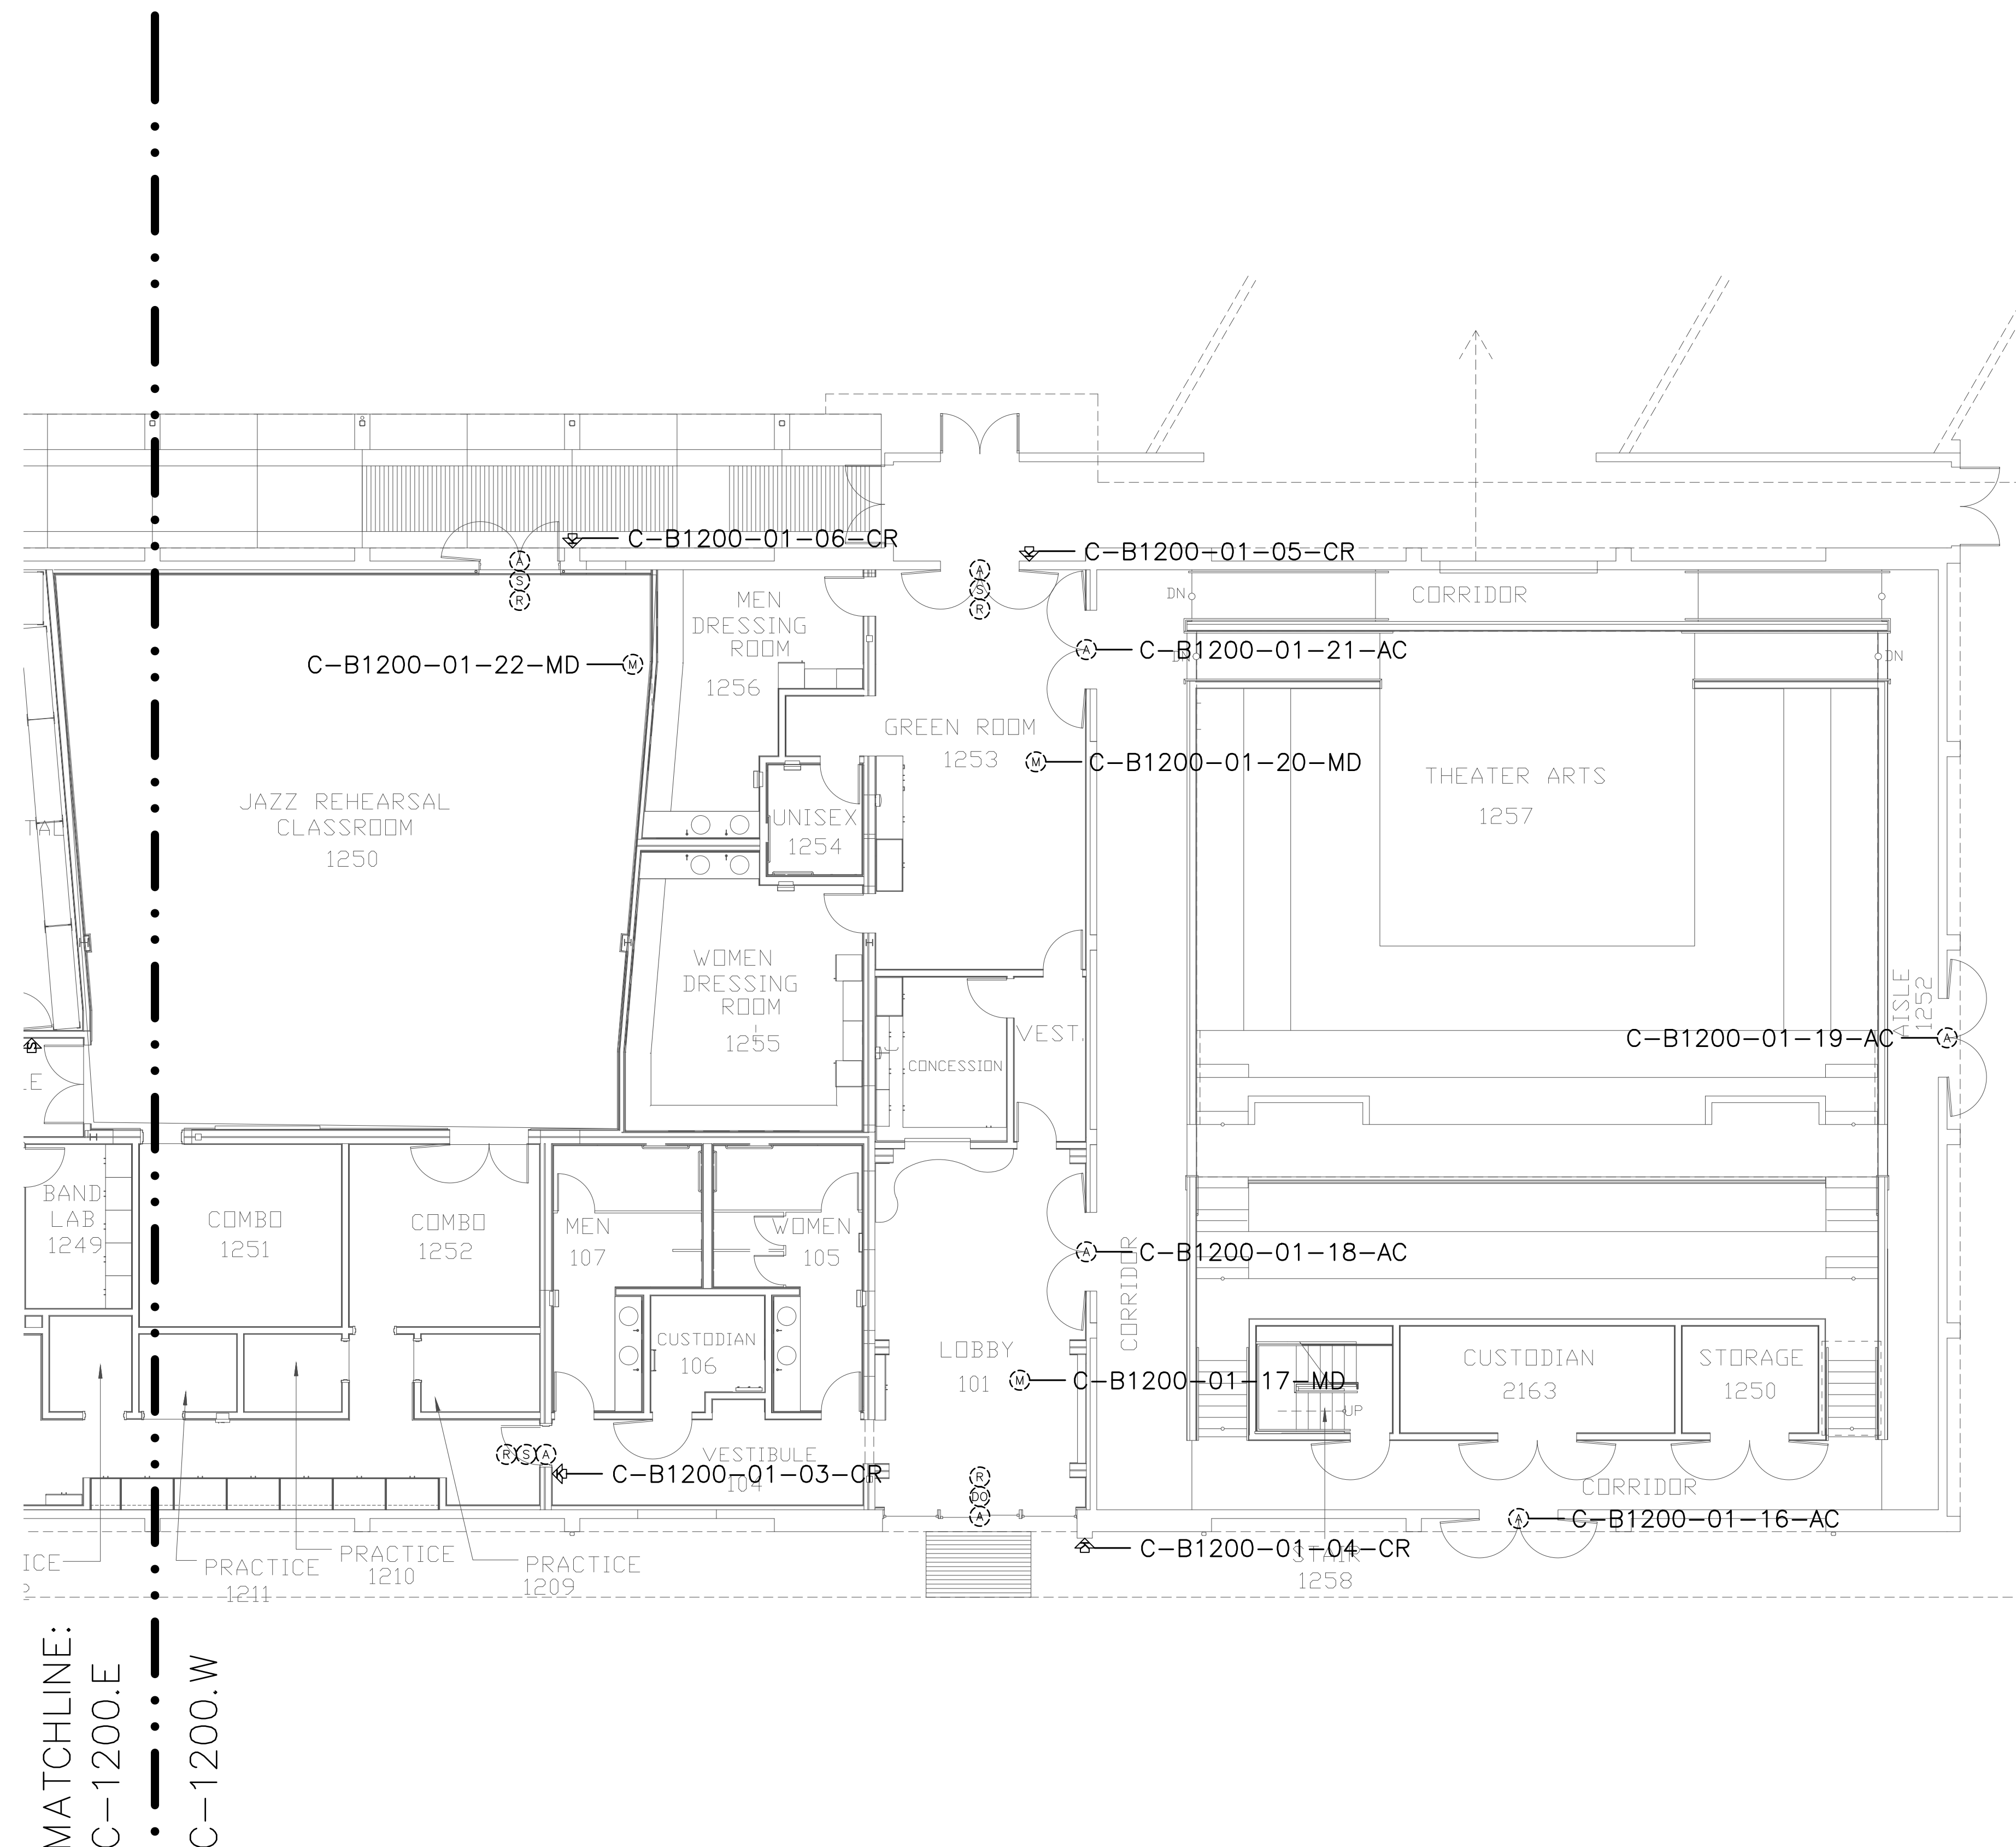 C-B1200-01-06-CR
C-B1200-01-05-CR
A
S
R
A
S
R
MEN
DRESSING
ROOM
1256
DN
CORRIDOR
C-B1200-01-22-MD
M
A
C-B1200-01-21-AC
DN
DN
GREEN ROOM
1253
M
C-B1200-01-20-MD
THEATER ARTS
1257
JAZZ REHEARSAL
CLASSROOM
1250
UNISEX
1254
WOMEN
DRESSING
ROOM
1255
VEST.
CONCESSION
AISLE
1252
C-B1200-01-19-AC
A
BAND
LAB
1249
COMBO
1251
COMBO
1252
MEN
107
WOMEN
105
A
C-B1200-01-18-AC
CORRIDOR
CUSTODIAN
106
LOBBY
101
M
C-B1200-01-17-MD
CUSTODIAN
2163
STORAGE
1250
UP
R
S
A
VESTIBULE
104
C-B1200-01-03-CR
R
DO
A
CORRIDOR
A
C-B1200-01-16-AC
C-B1200-01-04-CR
STAIR
1258
ICE
PRACTICE
1211
PRACTICE
1210
PRACTICE
1209
MATCHLINE:
C-1200.E
C-1200.W